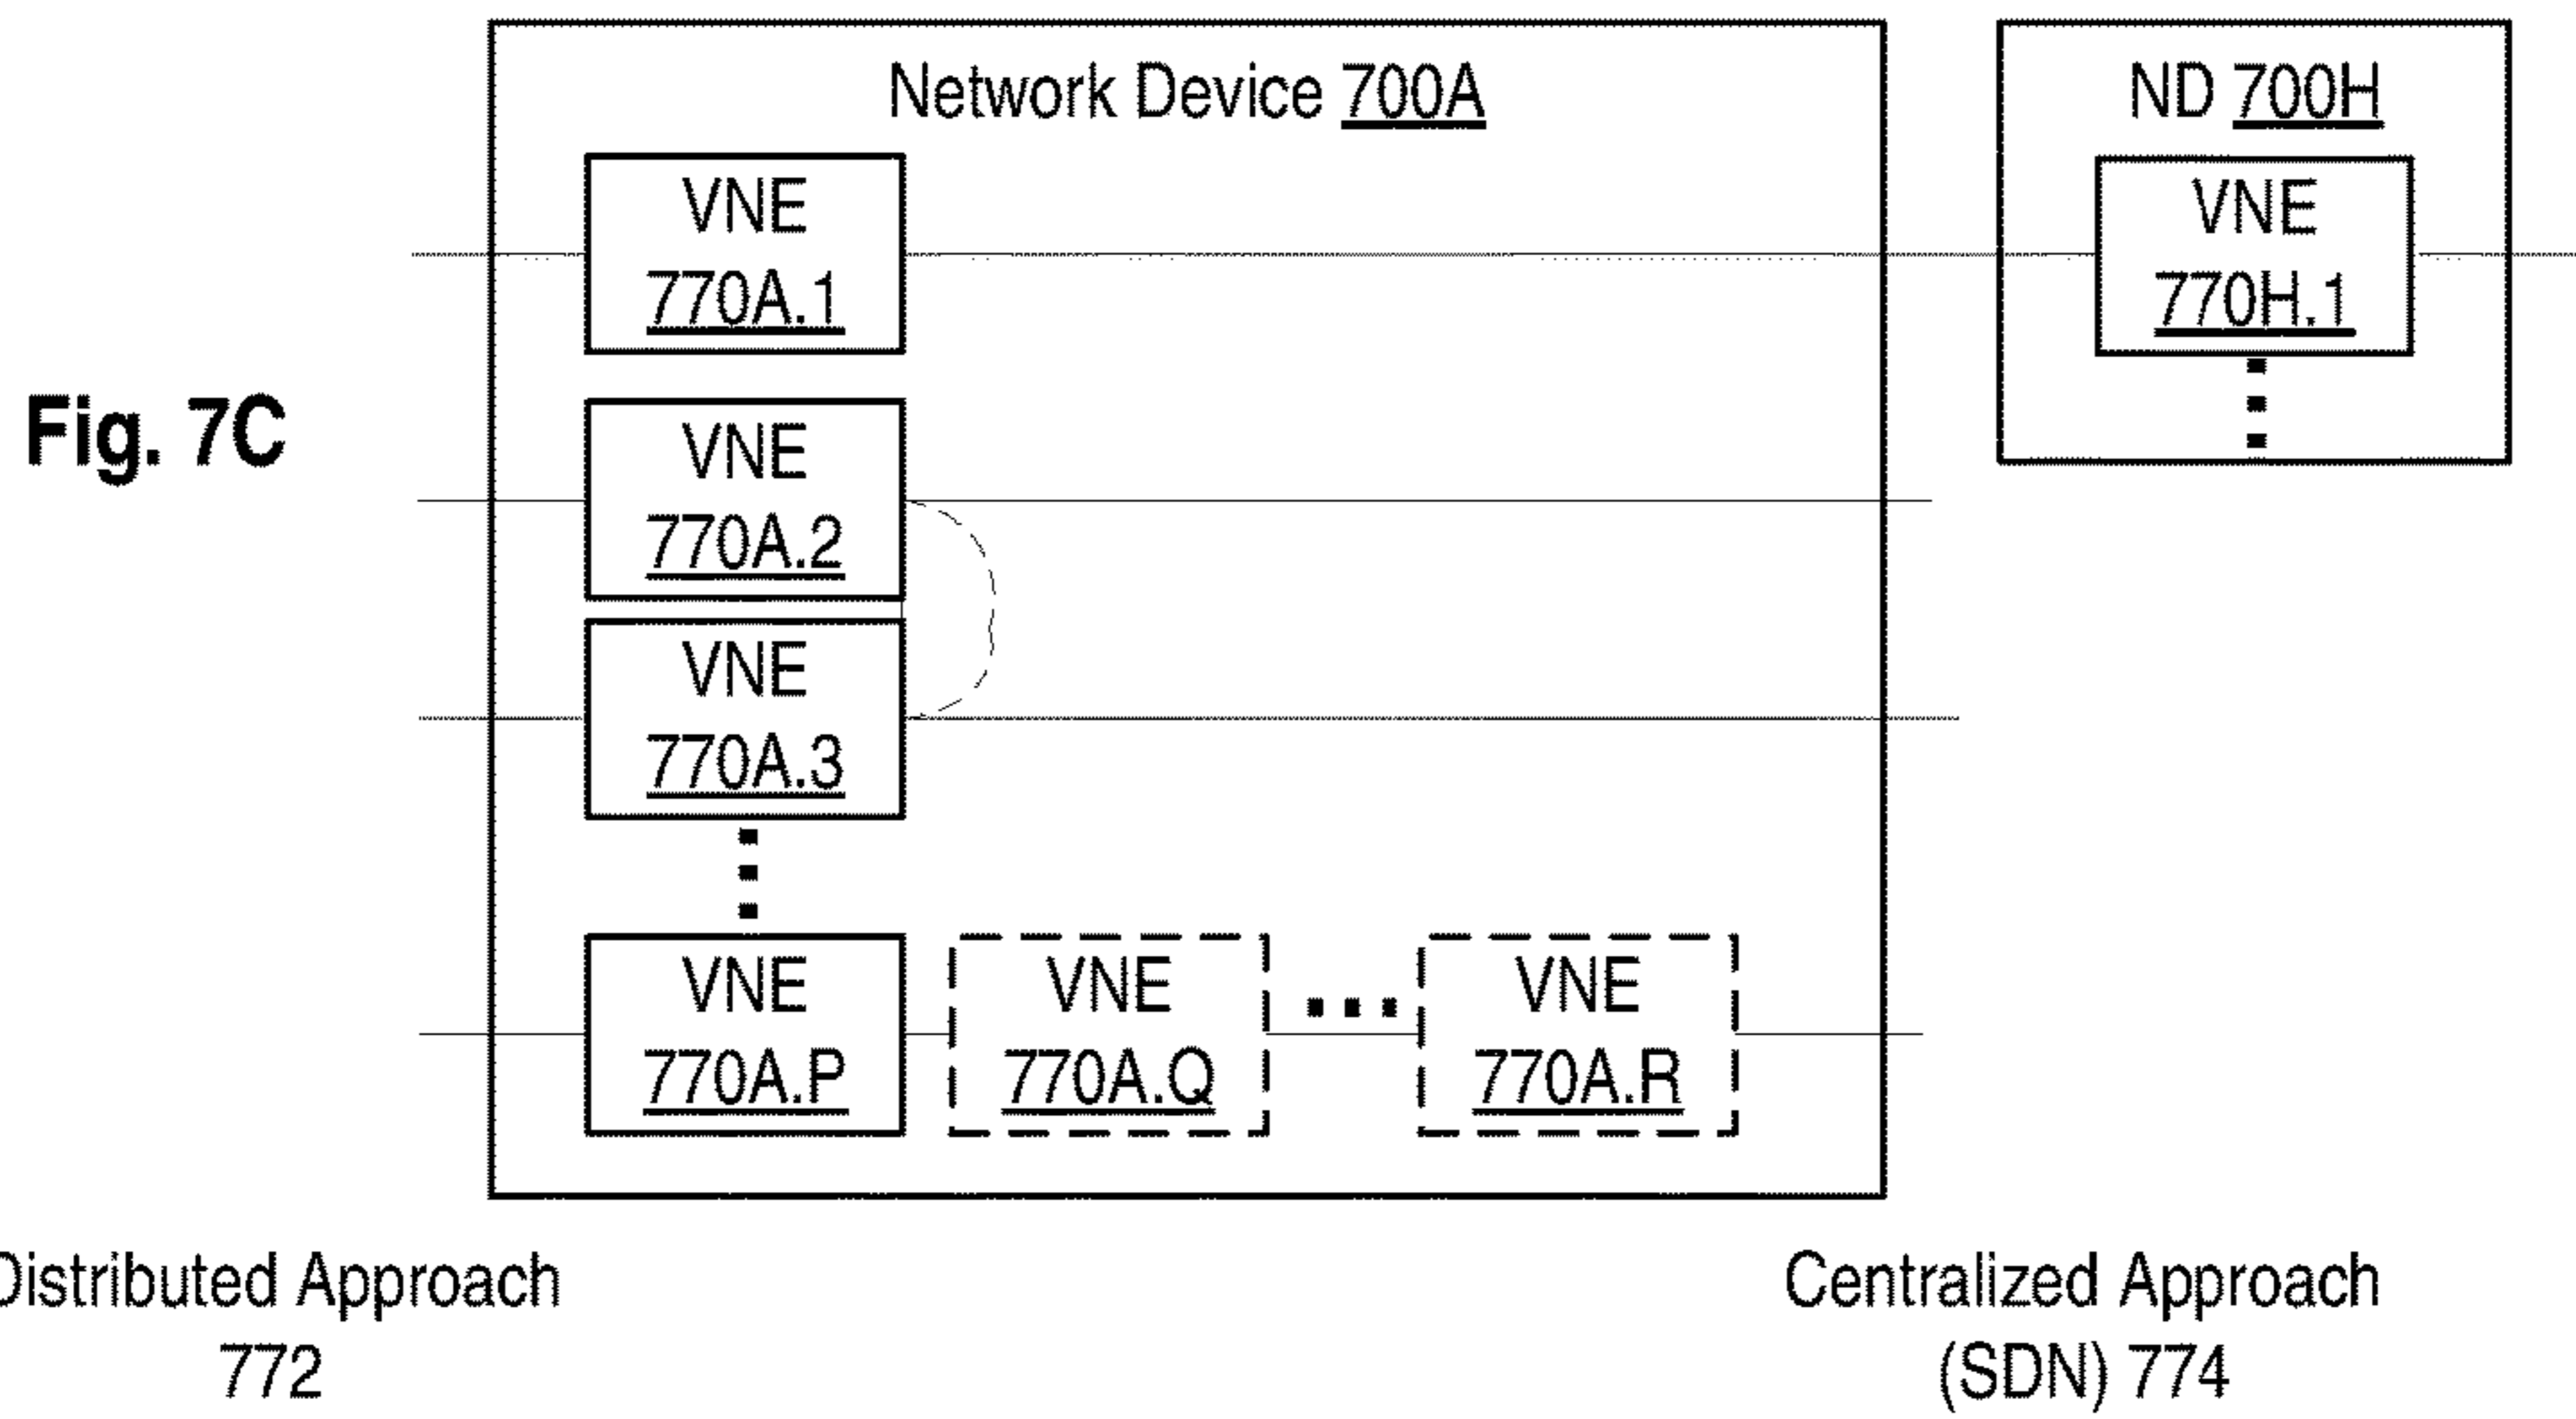 Network Device 700A
ND 700H
VNE
770A.1
VNE
770H.1
Fig. 7C
VNE
770A.2
VNE
770A.3
VNE
770A.P
VNE
770A.Q
VNE
770A.R
Distributed Approach
772
Centralized Approach
(SDN) 774